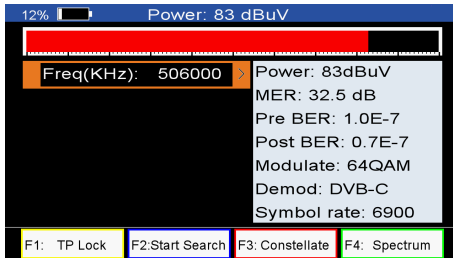 12% Power: 83 dBuV
Freq(KHz): 506000 >
Power: 83dBuV
MER: 32.5 dB
Pre BER: 1.0E-7
Post BER: 0.7E-7
Modulate: 64QAM
Demod: DVB-C
Symbol rate: 6900
F1: TP Lock F2:Start Search F3: Constellate F4: Spectrum